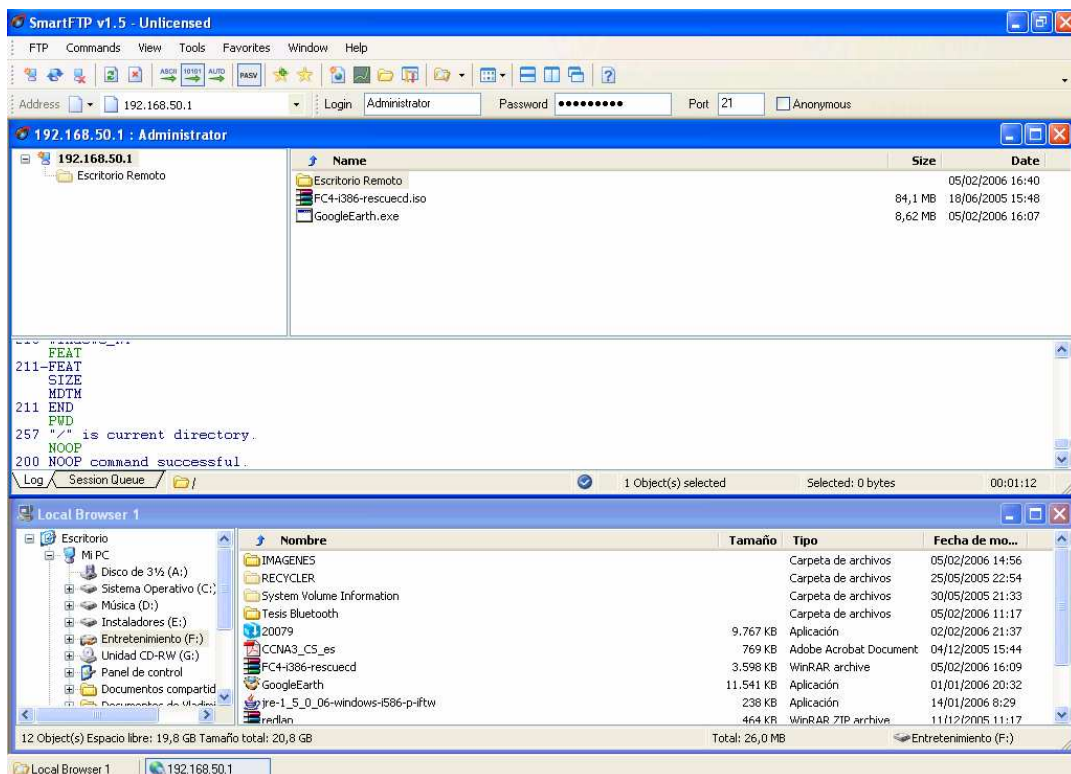 SmartFTP v1.5 - Unlicensed
FTP Commands View Tools Favorites Window Help
ASCII 10101 AUTO PASV
Address 192.168.50.1 Login Administrator Password ●●●●●●●●● Port 21 Anonymous
192.168.50.1 : Administrator
192.168.50.1
Escritorio Remoto
Name Size Date
Escritorio Remoto 05/02/2006 16:40
FC4-i386-rescuecd.iso 84,1 MB 18/06/2005 15:48
GoogleEarth.exe 8,62 MB 05/02/2006 16:07
FEAT
211-FEAT
SIZE
MDTM
211 END
PWD
257 "/" is current directory.
NOOP
200 NOOP command successful.
Log Session Queue / 1 Object(s) selected Selected: 0 bytes 00:01:12
Local Browser 1
Escritorio
Mi PC
Disco de 3½ (A:)
Sistema Operativo (C:)
Música (D:)
Instaladores (E:)
Entretenimiento (F:)
Unidad CD-RW (G:)
Panel de control
Documentos compartid
Documentos de Vladimi
Nombre Tamaño Tipo Fecha de mo...
IMAGENES Carpeta de archivos 05/02/2006 14:56
RECYCLER Carpeta de archivos 25/05/2005 22:54
System Volume Information Carpeta de archivos 30/05/2005 21:33
Tesis Bluetooth Carpeta de archivos 05/02/2006 11:17
20079 9.767 KB Aplicación 02/02/2006 21:37
CCNA3_CS_es 769 KB Adobe Acrobat Document 04/12/2005 15:44
FC4-i386-rescuecd 3.598 KB WinRAR archive 05/02/2006 16:09
GoogleEarth 11.541 KB Aplicación 01/01/2006 20:32
jre-1_5_0_06-windows-i586-p-iftw 238 KB Aplicación 14/01/2006 8:29
redlan 464 KB WinRAR ZIP archive 11/12/2005 11:17
12 Object(s) Espacio libre: 19,8 GB Tamaño total: 20,8 GB Total: 26,0 MB Entretenimiento (F:)
Local Browser 1 192.168.50.1